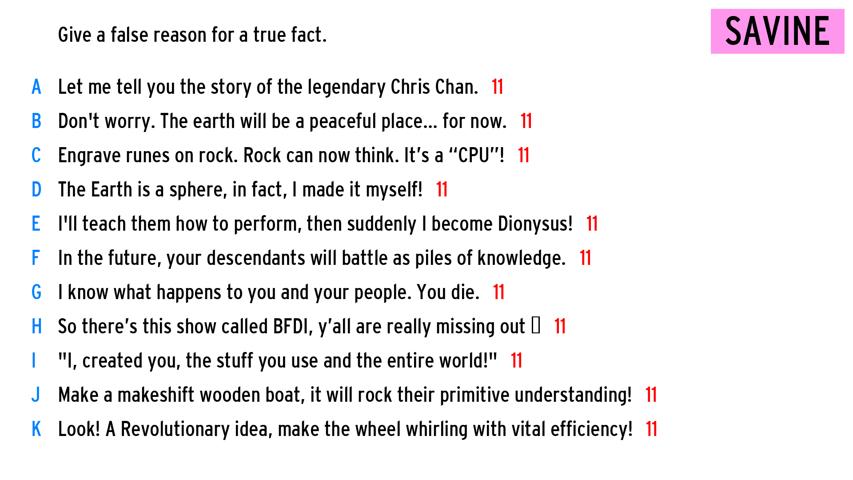 Give a false reason for a true fact.
SAVINE
A Let me tell you the story of the legendary Chris Chan. 11
B Don't worry. The earth will be a peaceful place... for now. 11
C Engrave runes on rock. Rock can now think. It’s a “CPU”! 11
D The Earth is a sphere, in fact, I made it myself! 11
E I'll teach them how to perform, then suddenly I become Dionysus! 11
F In the future, your descendants will battle as piles of knowledge. 11
G I know what happens to you and your people. You die. 11
H So there’s this show called BFDI, y’all are really missing out 11
I "I, created you, the stuff you use and the entire world!" 11
J Make a makeshift wooden boat, it will rock their primitive understanding! 11
K Look! A Revolutionary idea, make the wheel whirling with vital efficiency! 11